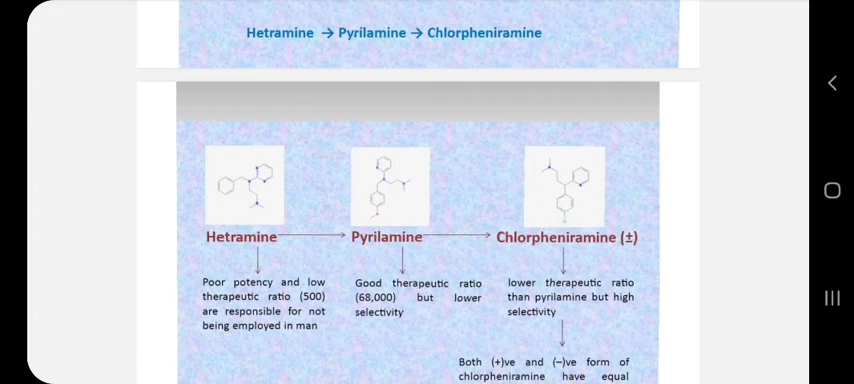 Hetramine → Pyrilamine → Chlorpheniramine
Hetramine
Pyrilamine
Chlorpheniramine (±)
Poor potency and low
therapeutic ratio (500)
are responsible for not
being employed in man
Good therapeutic ratio
(68,000) but lower
selectivity
lower therapeutic ratio
than pyrilamine but high
selectivity
Both (+)ve and (–)ve form of
chlorpheniramine have equal